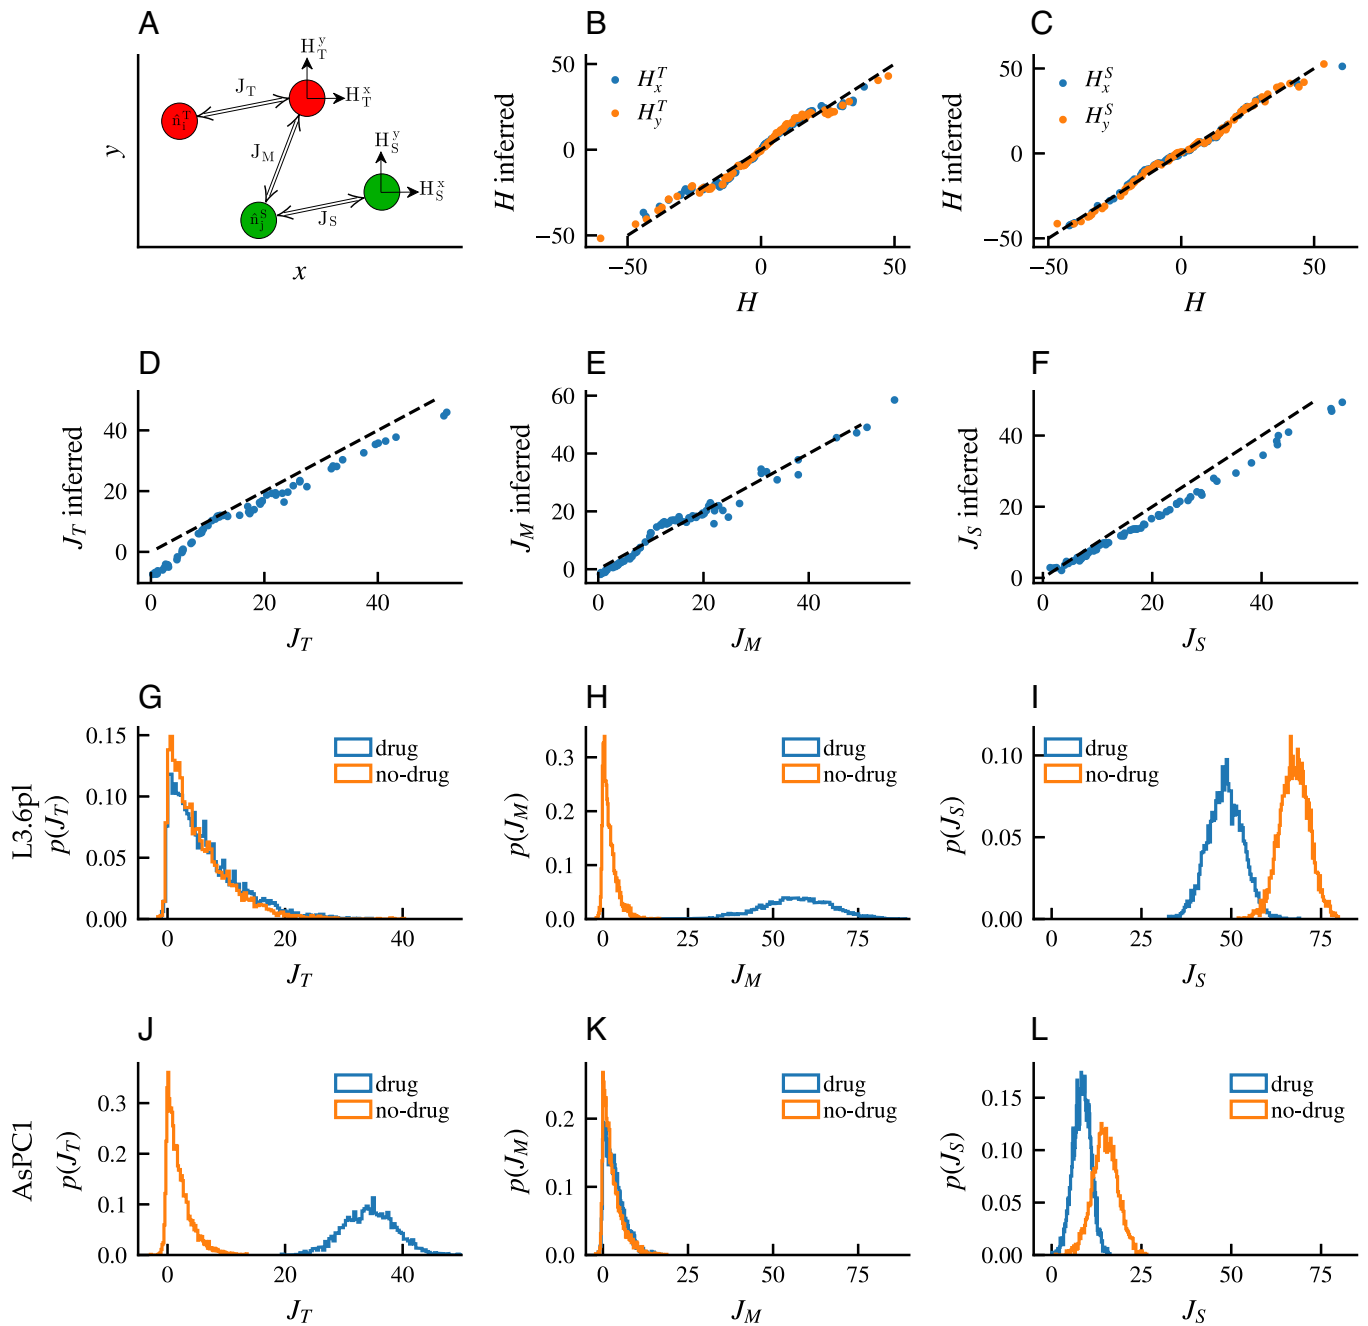 A
B
C
y
x
n̂ᵢᵀ
n̂ⱼˢ
J_T
J_M
J_S
H_T^y
H_T^x
H_S^y
H_S^x
H inferred
50
0
−50
H_x^T
H_y^T
−50 0 50
H
H inferred
50
0
−50
H_x^S
H_y^S
−50 0 50
H
D
E
F
J_T inferred
40
20
0
0 20 40
J_T
J_M inferred
60
40
20
0
0 20 40
J_M
J_S inferred
40
20
0
0 20 40
J_S
G
H
I
L3.6pl
p(J_T)
0.15
0.10
0.05
0.00
drug
no-drug
0 20 40
J_T
p(J_M)
0.3
0.2
0.1
0.0
drug
no-drug
0 25 50 75
J_M
p(J_S)
0.10
0.05
0.00
drug
no-drug
0 25 50 75
J_S
J
K
L
AsPC1
p(J_T)
0.3
0.2
0.1
0.0
drug
no-drug
0 20 40
J_T
p(J_M)
0.2
0.1
0.0
drug
no-drug
0 25 50 75
J_M
p(J_S)
0.15
0.10
0.05
0.00
drug
no-drug
0 25 50 75
J_S